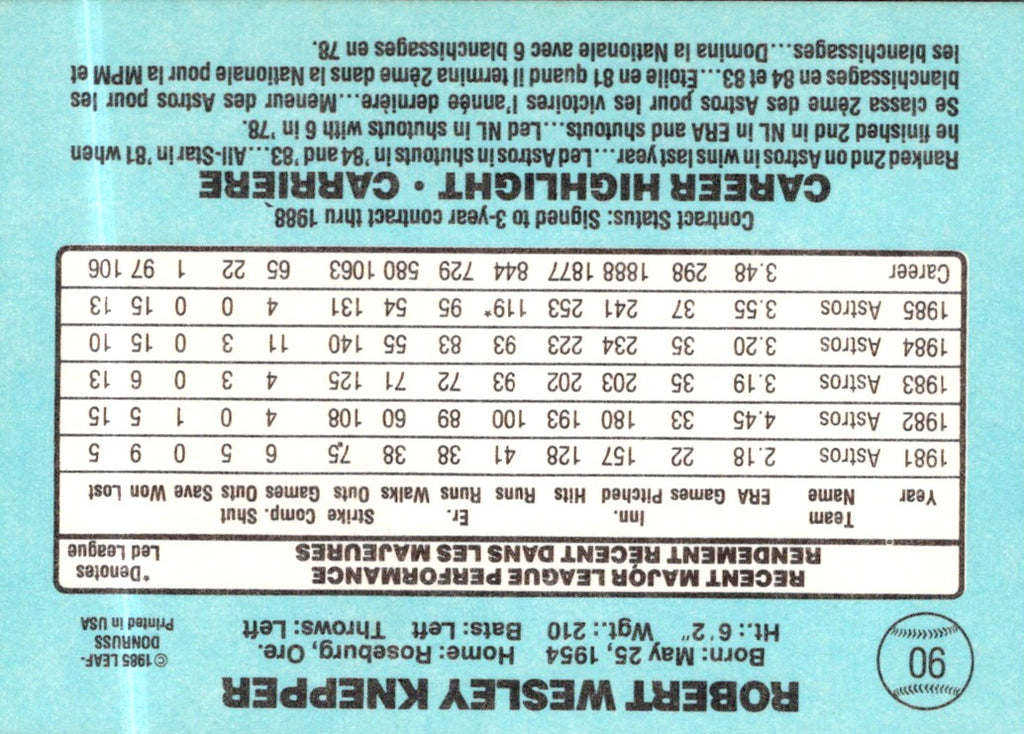 90
ROBERT WESLEY KNEPPER
Born: May 25, 1954 Home: Roseburg, Ore.
Ht.: 6'2" Wgt.: 210 Bats: Left Throws: Left
©1985 LEAF-
DONRUSS
Printed in USA
RECENT MAJOR LEAGUE PERFORMANCE
RENDEMENT RÉCENT DANS LES MAJEURES
*Denotes
Led League
Year Team Name ERA Games Inn. Pitched Hits Runs Er. Runs Walks Strike Outs Comp. Games Shut Outs Save Won Lost
1981 Astros 2.18 22 157 128 41 38 38 75 6 5 0 9 5
1982 Astros 4.45 33 180 193 100 89 60 108 4 0 1 5 15
1983 Astros 3.19 35 203 202 93 72 71 125 4 3 0 6 13
1984 Astros 3.20 35 234 223 93 83 55 140 11 3 0 15 10
1985 Astros 3.55 37 241 253 119* 95 54 131 4 0 0 15 13
Career 3.48 298 1888 1877 844 729 580 1063 65 22 1 97 106
Contract Status: Signed to 3-year contract thru 1988
CAREER HIGHLIGHT • CARRIERE
Ranked 2nd on Astros in wins last year....Led Astros in shutouts in '84 and '83...All-Star in '81 when
he finished 2nd in NL in ERA and shutouts...Led NL in shutouts with 6 in '78.
Se classa 2ème des Astros pour les victoires l'année dernière...Meneur des Astros pour les
blanchissages en 84 et 83...Étoile en 81 quand il termina 2ème dans la Nationale pour la MPM et
les blanchissages...Domina la Nationale avec 6 blanchissages en 78.